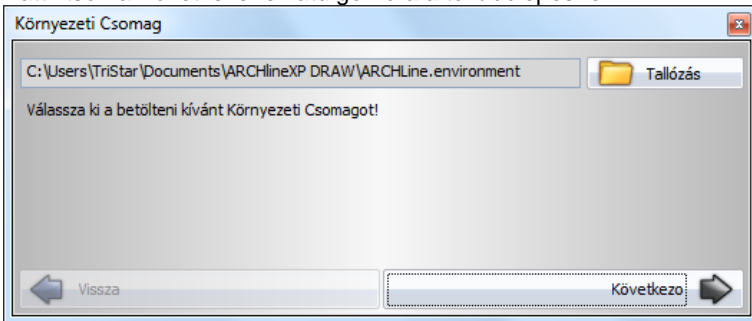 Környezeti Csomag
C:\Users\TriStar\Documents\ARCHlineXP DRAW\ARCHLine.environment
Tallózás
Válassza ki a betölteni kívánt Környezeti Csomagot!
Vissza
Következo